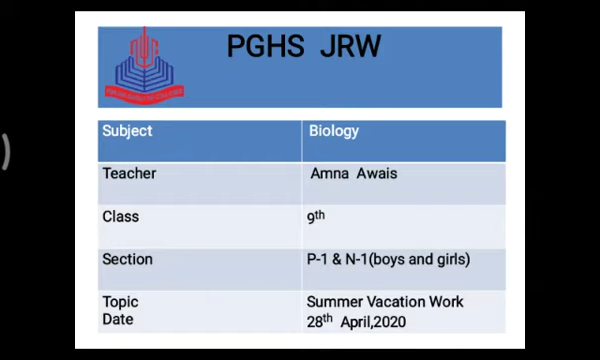 PGHS JRW
Subject Biology
Teacher Amna Awais
Class 9th
Section P-1 & N-1(boys and girls)
Topic Summer Vacation Work
Date 28th April,2020